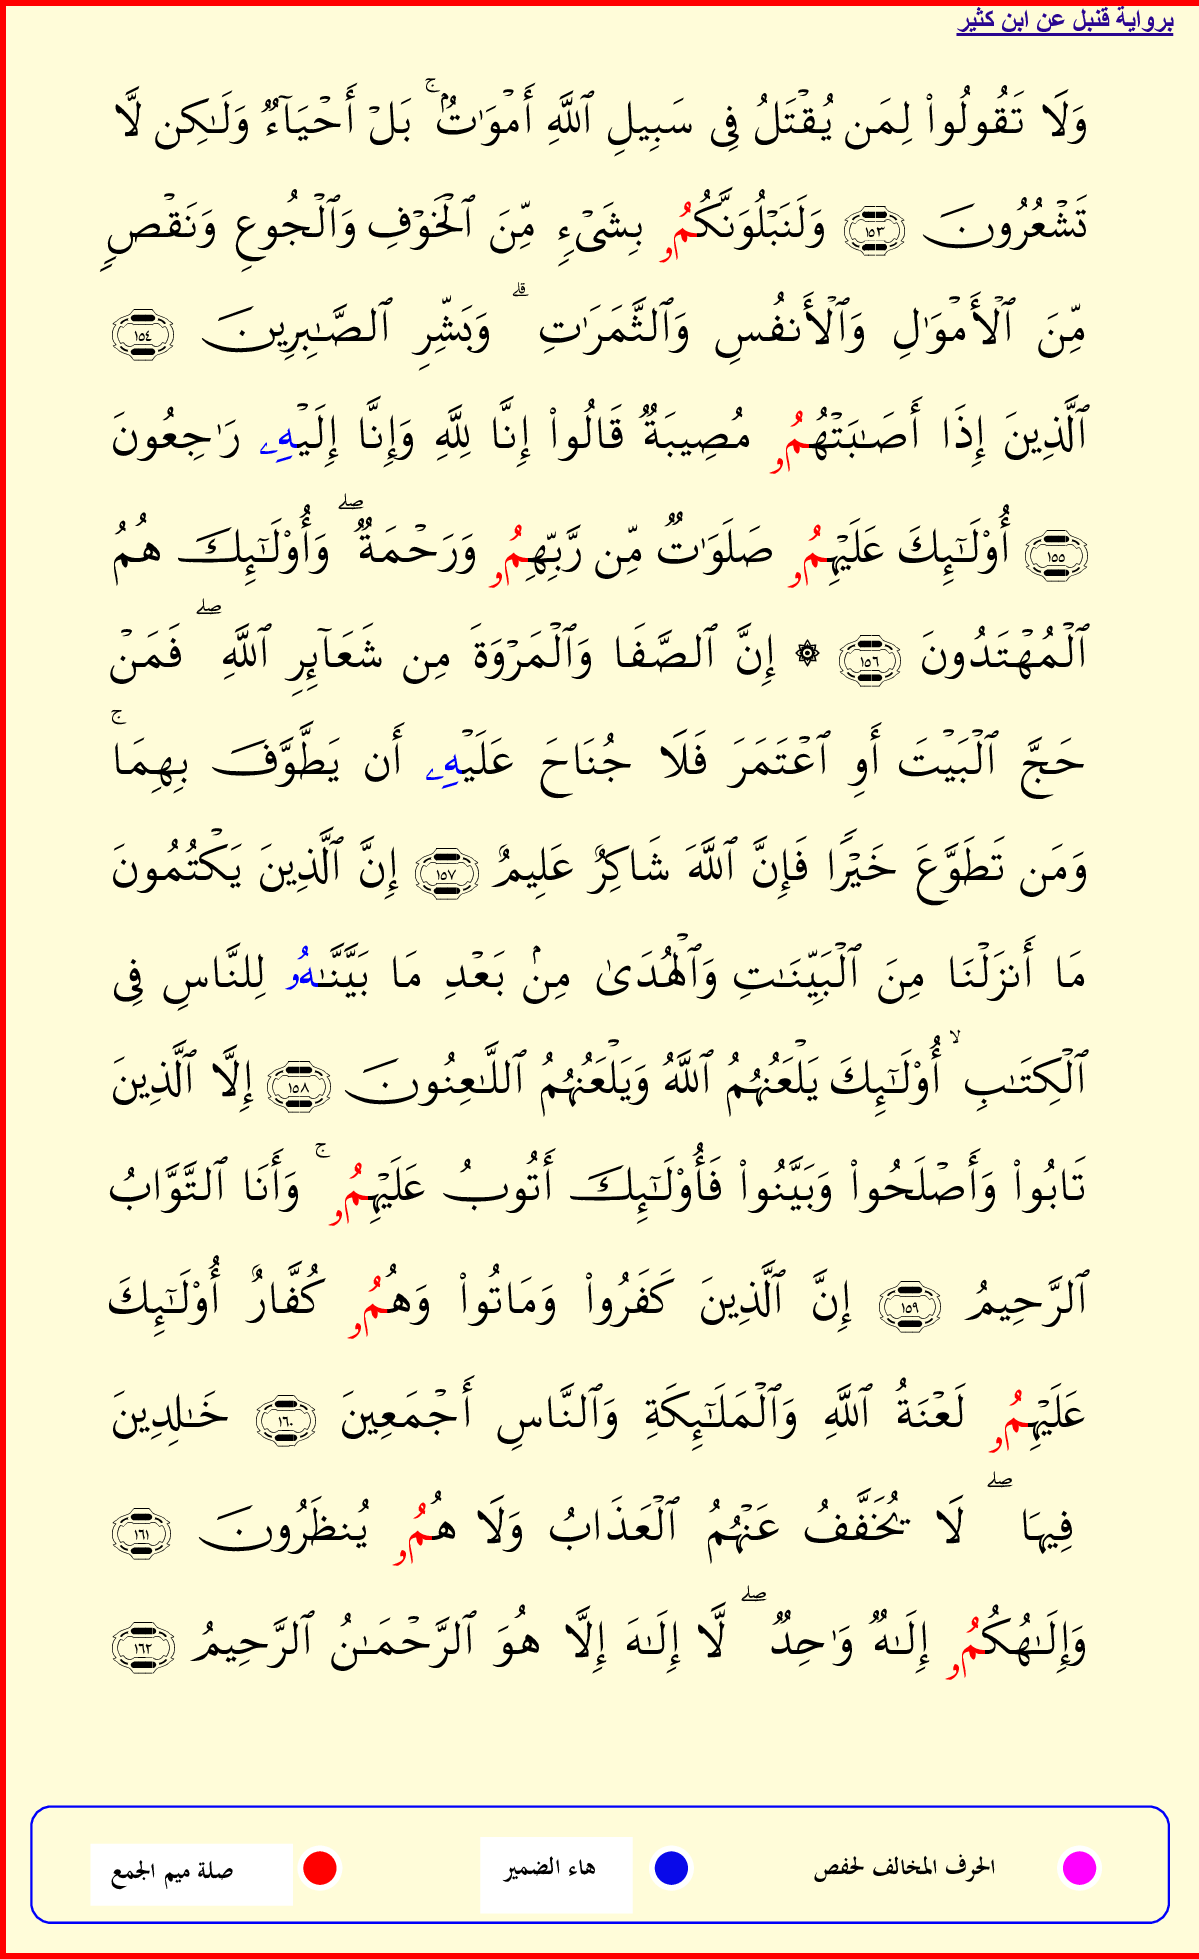 برواية قنبل عن ابن كثير
وَلَا تَقُولُوا۟ لِمَن يُقۡتَلُ فِى سَبِيلِ ٱللَّهِ أَمۡوَٰتُۢ ۚ بَلۡ أَحۡيَآءٌ وَلَـٰكِن لَّا
تَشۡعُرُونَ ١٥٣ وَلَنَبۡلُوَنَّكُمُۥ بِشَىۡءٍ مِّنَ ٱلۡخَوۡفِ وَٱلۡجُوعِ وَنَقۡصٍ
مِّنَ ٱلۡأَمۡوَٰلِ وَٱلۡأَنفُسِ وَٱلثَّمَرَٰتِ ۗ وَبَشِّرِ ٱلصَّـٰبِرِينَ ١٥٤
ٱلَّذِينَ إِذَا أَصَـٰبَتۡهُمُۥ مُصِيبَةٌ قَالُوا۟ إِنَّا لِلَّهِ وَإِنَّا إِلَيۡهِۦ رَٰجِعُونَ
١٥٥ أُو۟لَـٰٓئِكَ عَلَيۡهِمُۥ صَلَوَٰتٌ مِّن رَّبِّهِمُۥ وَرَحۡمَةٌ ۖ وَأُو۟لَـٰٓئِكَ هُمُ
ٱلۡمُهۡتَدُونَ ١٥٦ ۞ إِنَّ ٱلصَّفَا وَٱلۡمَرۡوَةَ مِن شَعَآئِرِ ٱللَّهِ ۖ فَمَنۡ
حَجَّ ٱلۡبَيۡتَ أَوِ ٱعۡتَمَرَ فَلَا جُنَاحَ عَلَيۡهِۦ أَن يَطَّوَّفَ بِهِمَا ۚ
وَمَن تَطَوَّعَ خَيۡرًا فَإِنَّ ٱللَّهَ شَاكِرٌ عَلِيمٌ ١٥٧ إِنَّ ٱلَّذِينَ يَكۡتُمُونَ
مَا أَنزَلۡنَا مِنَ ٱلۡبَيِّنَـٰتِ وَٱلۡهُدَىٰ مِنۢ بَعۡدِ مَا بَيَّنَّـٰهُۥ لِلنَّاسِ فِى
ٱلۡكِتَـٰبِ ۙ أُو۟لَـٰٓئِكَ يَلۡعَنُهُمُ ٱللَّهُ وَيَلۡعَنُهُمُ ٱللَّـٰعِنُونَ ١٥٨ إِلَّا ٱلَّذِينَ
تَابُوا۟ وَأَصۡلَحُوا۟ وَبَيَّنُوا۟ فَأُو۟لَـٰٓئِكَ أَتُوبُ عَلَيۡهِمُۥ ۚ وَأَنَا ٱلتَّوَّابُ
ٱلرَّحِيمُ ١٥٩ إِنَّ ٱلَّذِينَ كَفَرُوا۟ وَمَاتُوا۟ وَهُمُۥ كُفَّارٌ أُو۟لَـٰٓئِكَ
عَلَيۡهِمُۥ لَعۡنَةُ ٱللَّهِ وَٱلۡمَلَـٰٓئِكَةِ وَٱلنَّاسِ أَجۡمَعِينَ ١٦٠ خَـٰلِدِينَ
فِيهَا ۖ لَا يُخَفَّفُ عَنۡهُمُ ٱلۡعَذَابُ وَلَا هُمُۥ يُنظَرُونَ ١٦١
وَإِلَـٰهُكُمُۥ إِلَـٰهٌ وَٰحِدٌ ۖ لَّا إِلَـٰهَ إِلَّا هُوَ ٱلرَّحۡمَـٰنُ ٱلرَّحِيمُ ١٦٢
الحرف المخالف لحفص هاء الضمير صلة ميم الجمع